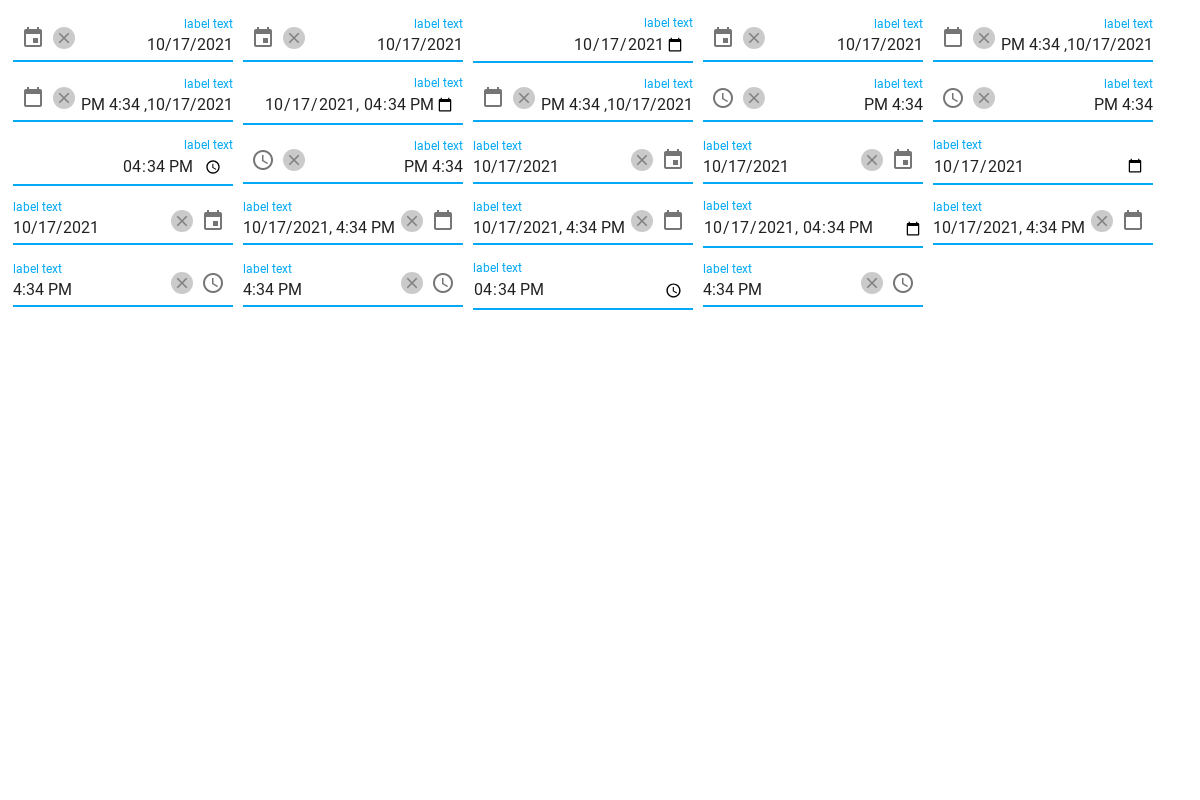 label text
10/17/2021
label text
10/17/2021
label text
10/17/2021
label text
10/17/2021
label text
PM 4:34 ,10/17/2021
label text
PM 4:34 ,10/17/2021
label text
10/17/2021, 04:34 PM
label text
PM 4:34 ,10/17/2021
label text
PM 4:34
label text
PM 4:34
label text
04:34 PM
label text
PM 4:34
label text
10/17/2021
label text
10/17/2021
label text
10/17/2021
label text
10/17/2021
label text
10/17/2021, 4:34 PM
label text
10/17/2021, 4:34 PM
label text
10/17/2021, 04:34 PM
label text
10/17/2021, 4:34 PM
label text
4:34 PM
label text
4:34 PM
label text
04:34 PM
label text
4:34 PM